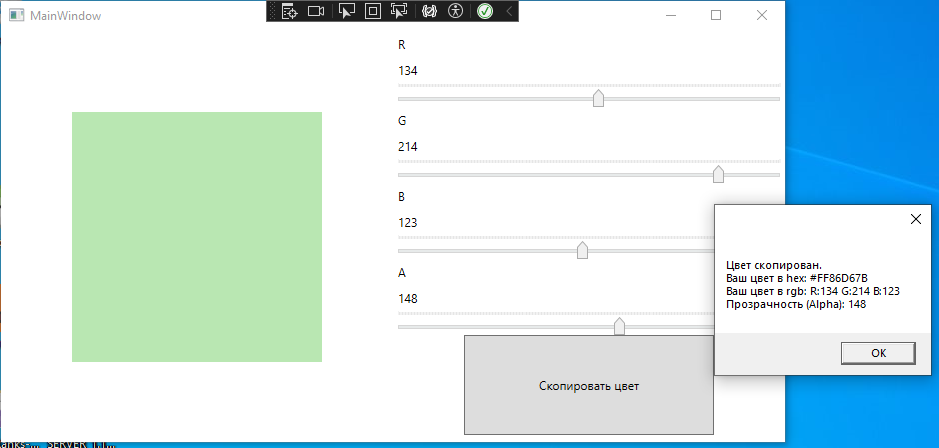 MainWindow
R
134
G
214
B
123
A
148
Скопировать цвет
Цвет скопирован.
Ваш цвет в hex: #FF86D67B
Ваш цвет в rgb: R:134 G:214 B:123
Прозрачность (Alpha): 148
OK